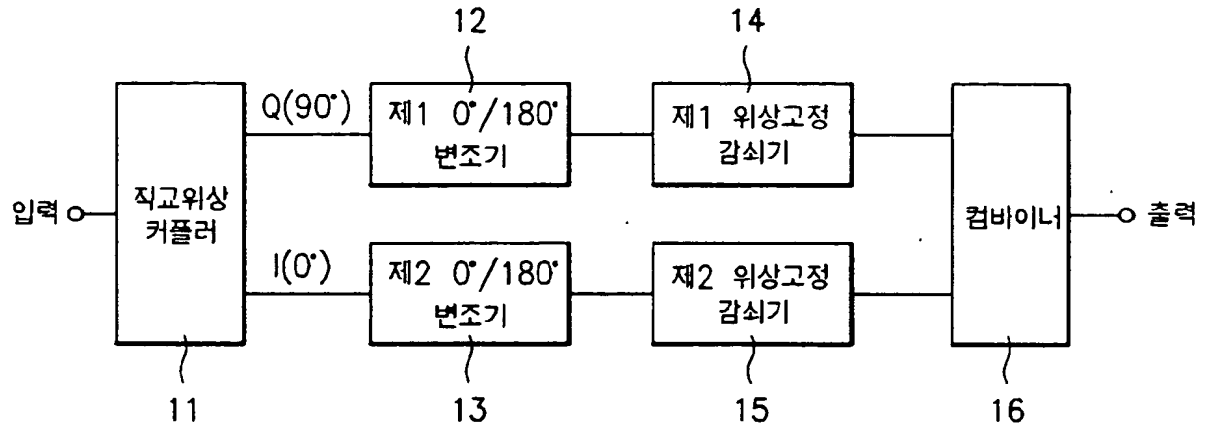 12
14
Q(90°)
제1 0°/180°
변조기
제1 위상고정
감쇠기
입력
직교위상
커플러
컴바이너
출력
I(0°)
제2 0°/180°
변조기
제2 위상고정
감쇠기
11
13
15
16